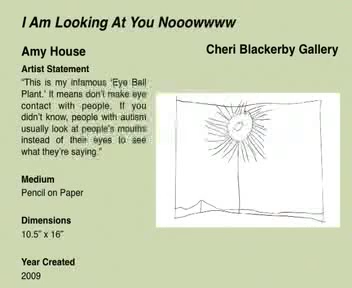 I Am Looking At You Nooowwww
Amy House
Cheri Blackerby Gallery
Artist Statement
“This is my infamous ‘Eye Ball
Plant.’ It means don’t make eye
contact with people. If you
didn’t know, people with autism
usually look at people’s mouths
instead of their eyes to see
what they’re saying.”
Medium
Pencil on Paper
Dimensions
10.5” x 16”
Year Created
2009